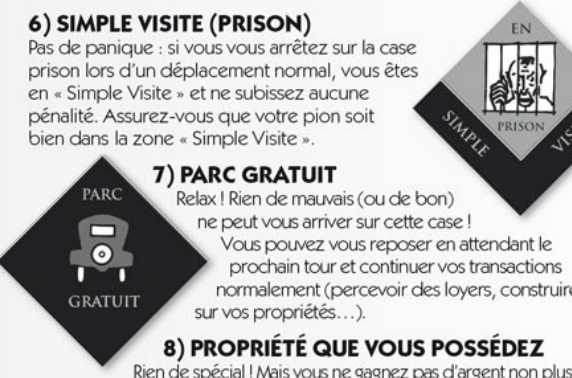 6) SIMPLE VISITE (PRISON)
Pas de panique : si vous vous arrêtez sur la case
prison lors d'un déplacement normal, vous êtes
en « Simple Visite » et ne subissez aucune
pénalité. Assurez-vous que votre pion soit
bien dans la zone « Simple Visite ».
EN
PRISON
SIMPLE
VIS
7) PARC GRATUIT
Relax ! Rien de mauvais (ou de bon)
ne peut vous arriver sur cette case !
Vous pouvez vous reposer en attendant le
prochain tour et continuer vos transactions
normalement (percevoir des loyers, construire
sur vos propriétés...).
PARC
GRATUIT
8) PROPRIÉTÉ QUE VOUS POSSÉDEZ
Rien de spécial ! Mais vous ne gagnez pas d'argent non plus